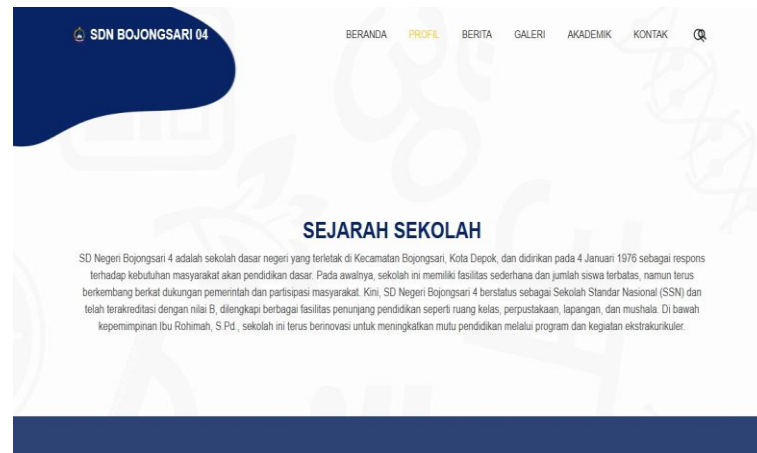 SDN BOJONGSARI 04
BERANDA PROFIL BERITA GALERI AKADEMIK KONTAK
SEJARAH SEKOLAH
SD Negeri Bojongsari 4 adalah sekolah dasar negeri yang terletak di Kecamatan Bojongsari, Kota Depok, dan didirikan pada 4 Januari 1976 sebagai respons
terhadap kebutuhan masyarakat akan pendidikan dasar. Pada awalnya, sekolah ini memiliki fasilitas sederhana dan jumlah siswa terbatas, namun terus
berkembang berkat dukungan pemerintah dan partisipasi masyarakat. Kini, SD Negeri Bojongsari 4 berstatus sebagai Sekolah Standar Nasional (SSN) dan
telah terakreditasi dengan nilai B, dilengkapi berbagai fasilitas penunjang pendidikan seperti ruang kelas, perpustakaan, lapangan, dan mushala. Di bawah
kepemimpinan Ibu Rohimah, S.Pd., sekolah ini terus berinovasi untuk meningkatkan mutu pendidikan melalui program dan kegiatan ekstrakurikuler.